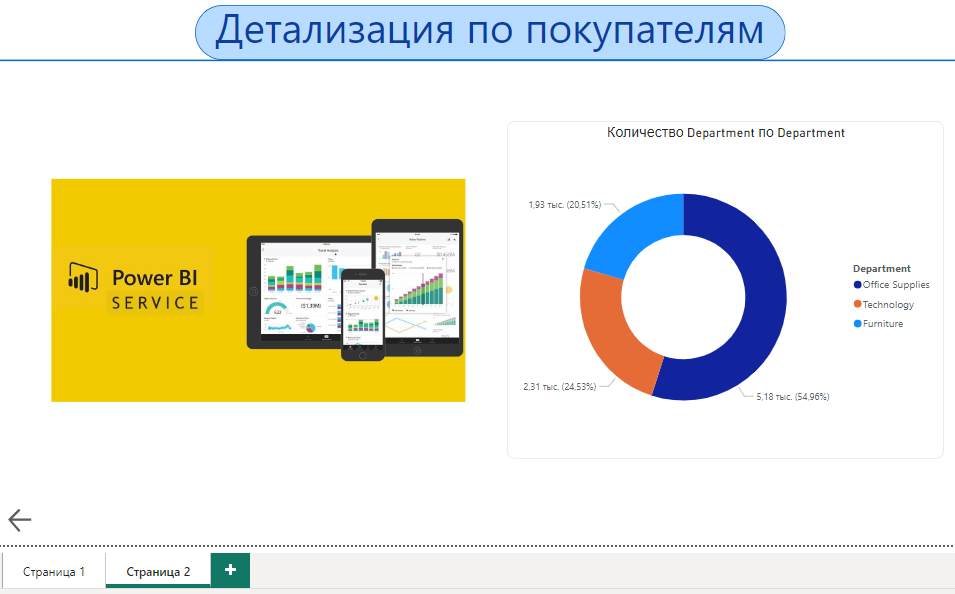 Детализация по покупателям
Power BI
SERVICE
Количество Department по Department
1,93 тыс. (20,51%)
2,31 тыс. (24,53%)
5,18 тыс. (54,96%)
Department
Office Supplies
Technology
Furniture
Страница 1
Страница 2
+